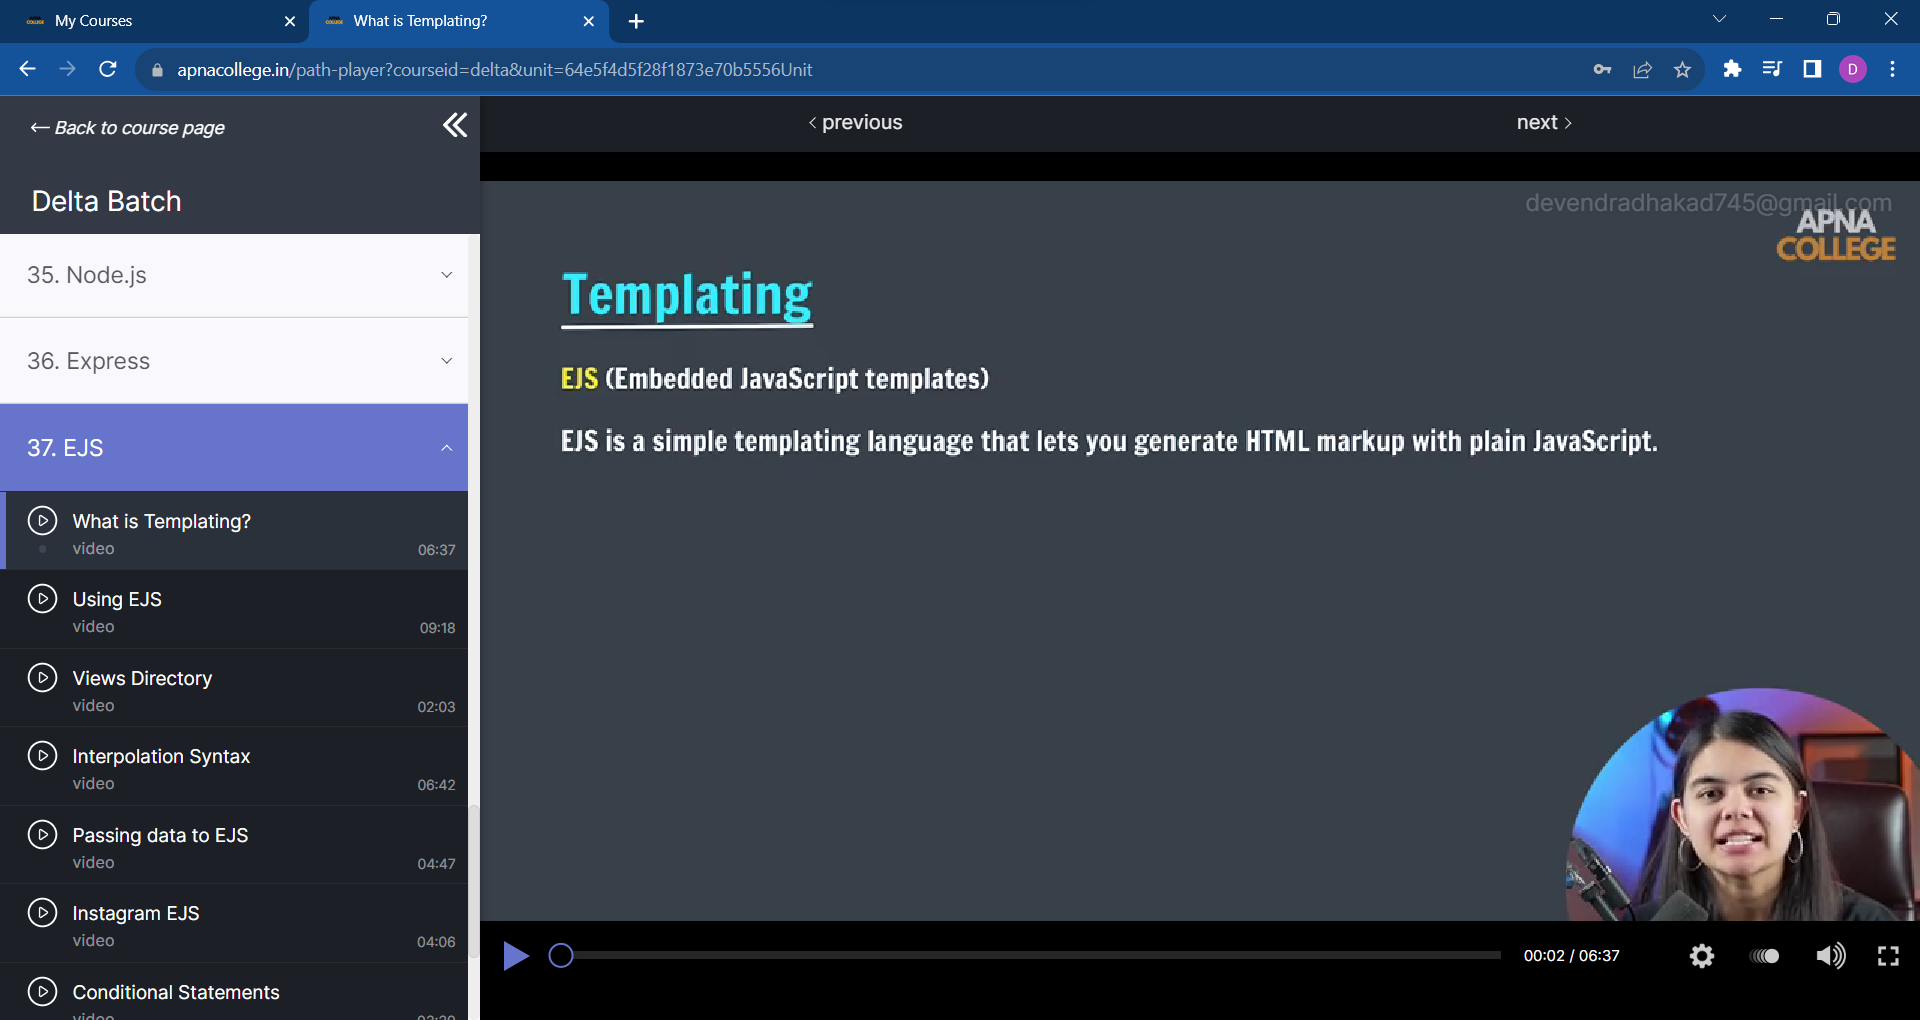 My Courses
What is Templating?
apnacollege.in/path-player?courseid=delta&unit=64e5f4d5f28f1873e70b5556Unit
D
← Back to course page
‹ previous
next ›
Delta Batch
35. Node.js
36. Express
37. EJS
What is Templating?
video
06:37
Using EJS
video
09:18
Views Directory
video
02:03
Interpolation Syntax
video
06:42
Passing data to EJS
video
04:47
Instagram EJS
video
04:06
Conditional Statements
video
devendradhakad745@gmail.com
APNA
COLLEGE
Templating
EJS (Embedded JavaScript templates)
EJS is a simple templating language that lets you generate HTML markup with plain JavaScript.
00:02 / 06:37